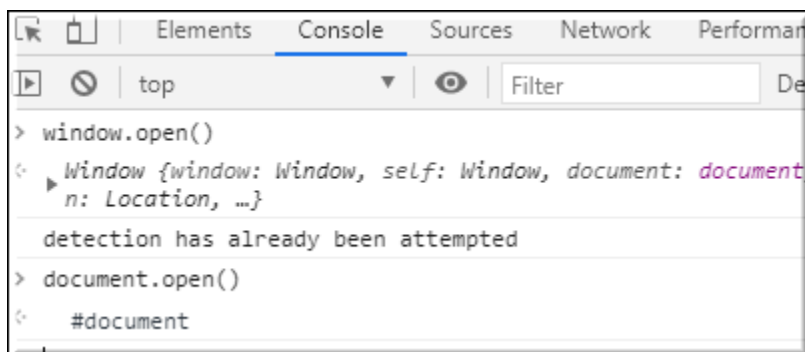 Elements Console Sources Network Performan
top Filter De
> window.open()
Window {window: Window, self: Window, document: document
n: Location, …}
detection has already been attempted
> document.open()
#document